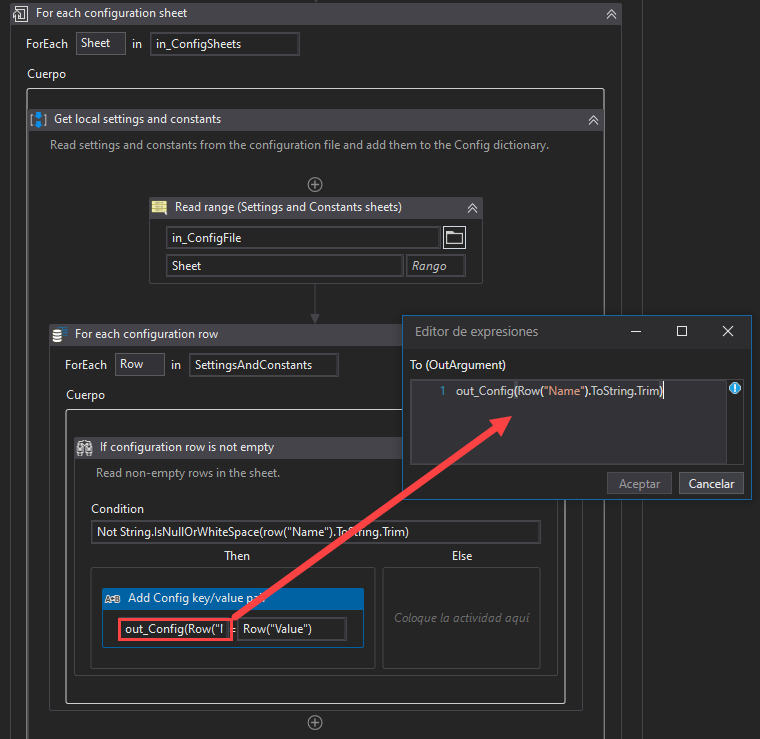 For each configuration sheet
ForEach Sheet in in_ConfigSheets
Cuerpo
Get local settings and constants
Read settings and constants from the configuration file and add them to the Config dictionary.
Read range (Settings and Constants sheets)
in_ConfigFile
Sheet Rango
For each configuration row
ForEach Row in SettingsAndConstants
Cuerpo
Editor de expresiones
To (OutArgument)
1 out_Config(Row("Name").ToString.Trim)
Aceptar Cancelar
If configuration row is not empty
Read non-empty rows in the sheet.
Condition
Not String.IsNullOrWhiteSpace(row("Name").ToString.Trim)
Then Else
A+B Add Config key/value pair
out_Config(Row("I = Row("Value")
Coloque la actividad aquí